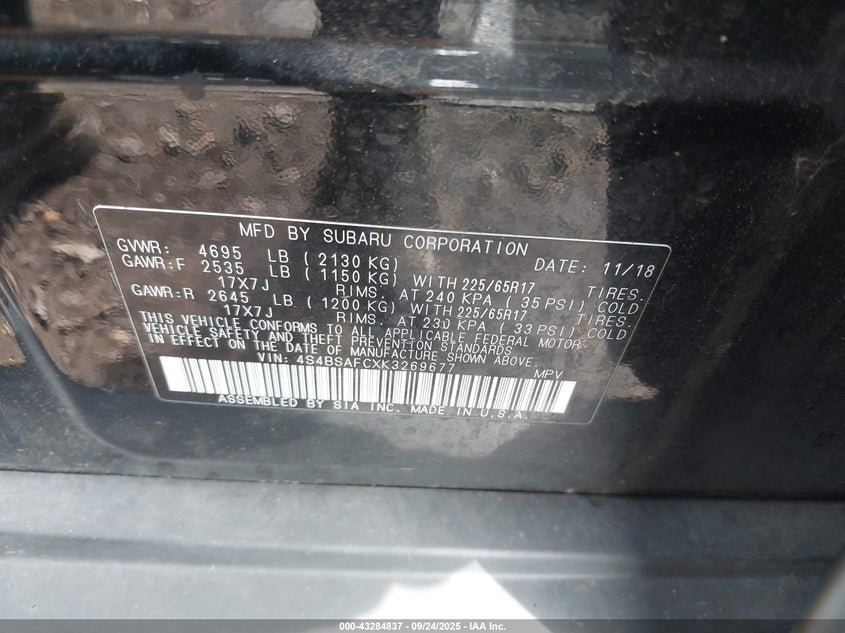 MFD BY SUBARU CORPORATION
GVWR: 4695 LB ( 2130 KG) DATE: 11/18
GAWR:F 2535 LB ( 1150 KG) WITH 225/65R17 TIRES.
17X7J RIMS. AT 240 KPA ( 35 PSI) COLD
GAWR:R 2645 LB ( 1200 KG) WITH 225/65R17 TIRES.
17X7J RIMS. AT 230 KPA ( 33 PSI) COLD.
THIS VEHICLE CONFORMS TO ALL APPLICABLE FEDERAL MOTOR
VEHICLE SAFETY AND THEFT PREVENTION STANDARDS
IN EFFECT ON THE DATE OF MANUFACTURE SHOWN ABOVE.
VIN: 4S4BSAFCXK3269677 MPV
ASSEMBLED BY SIA INC. MADE IN U.S.A.
000-43284837 - 09/24/2025 - IAA Inc.